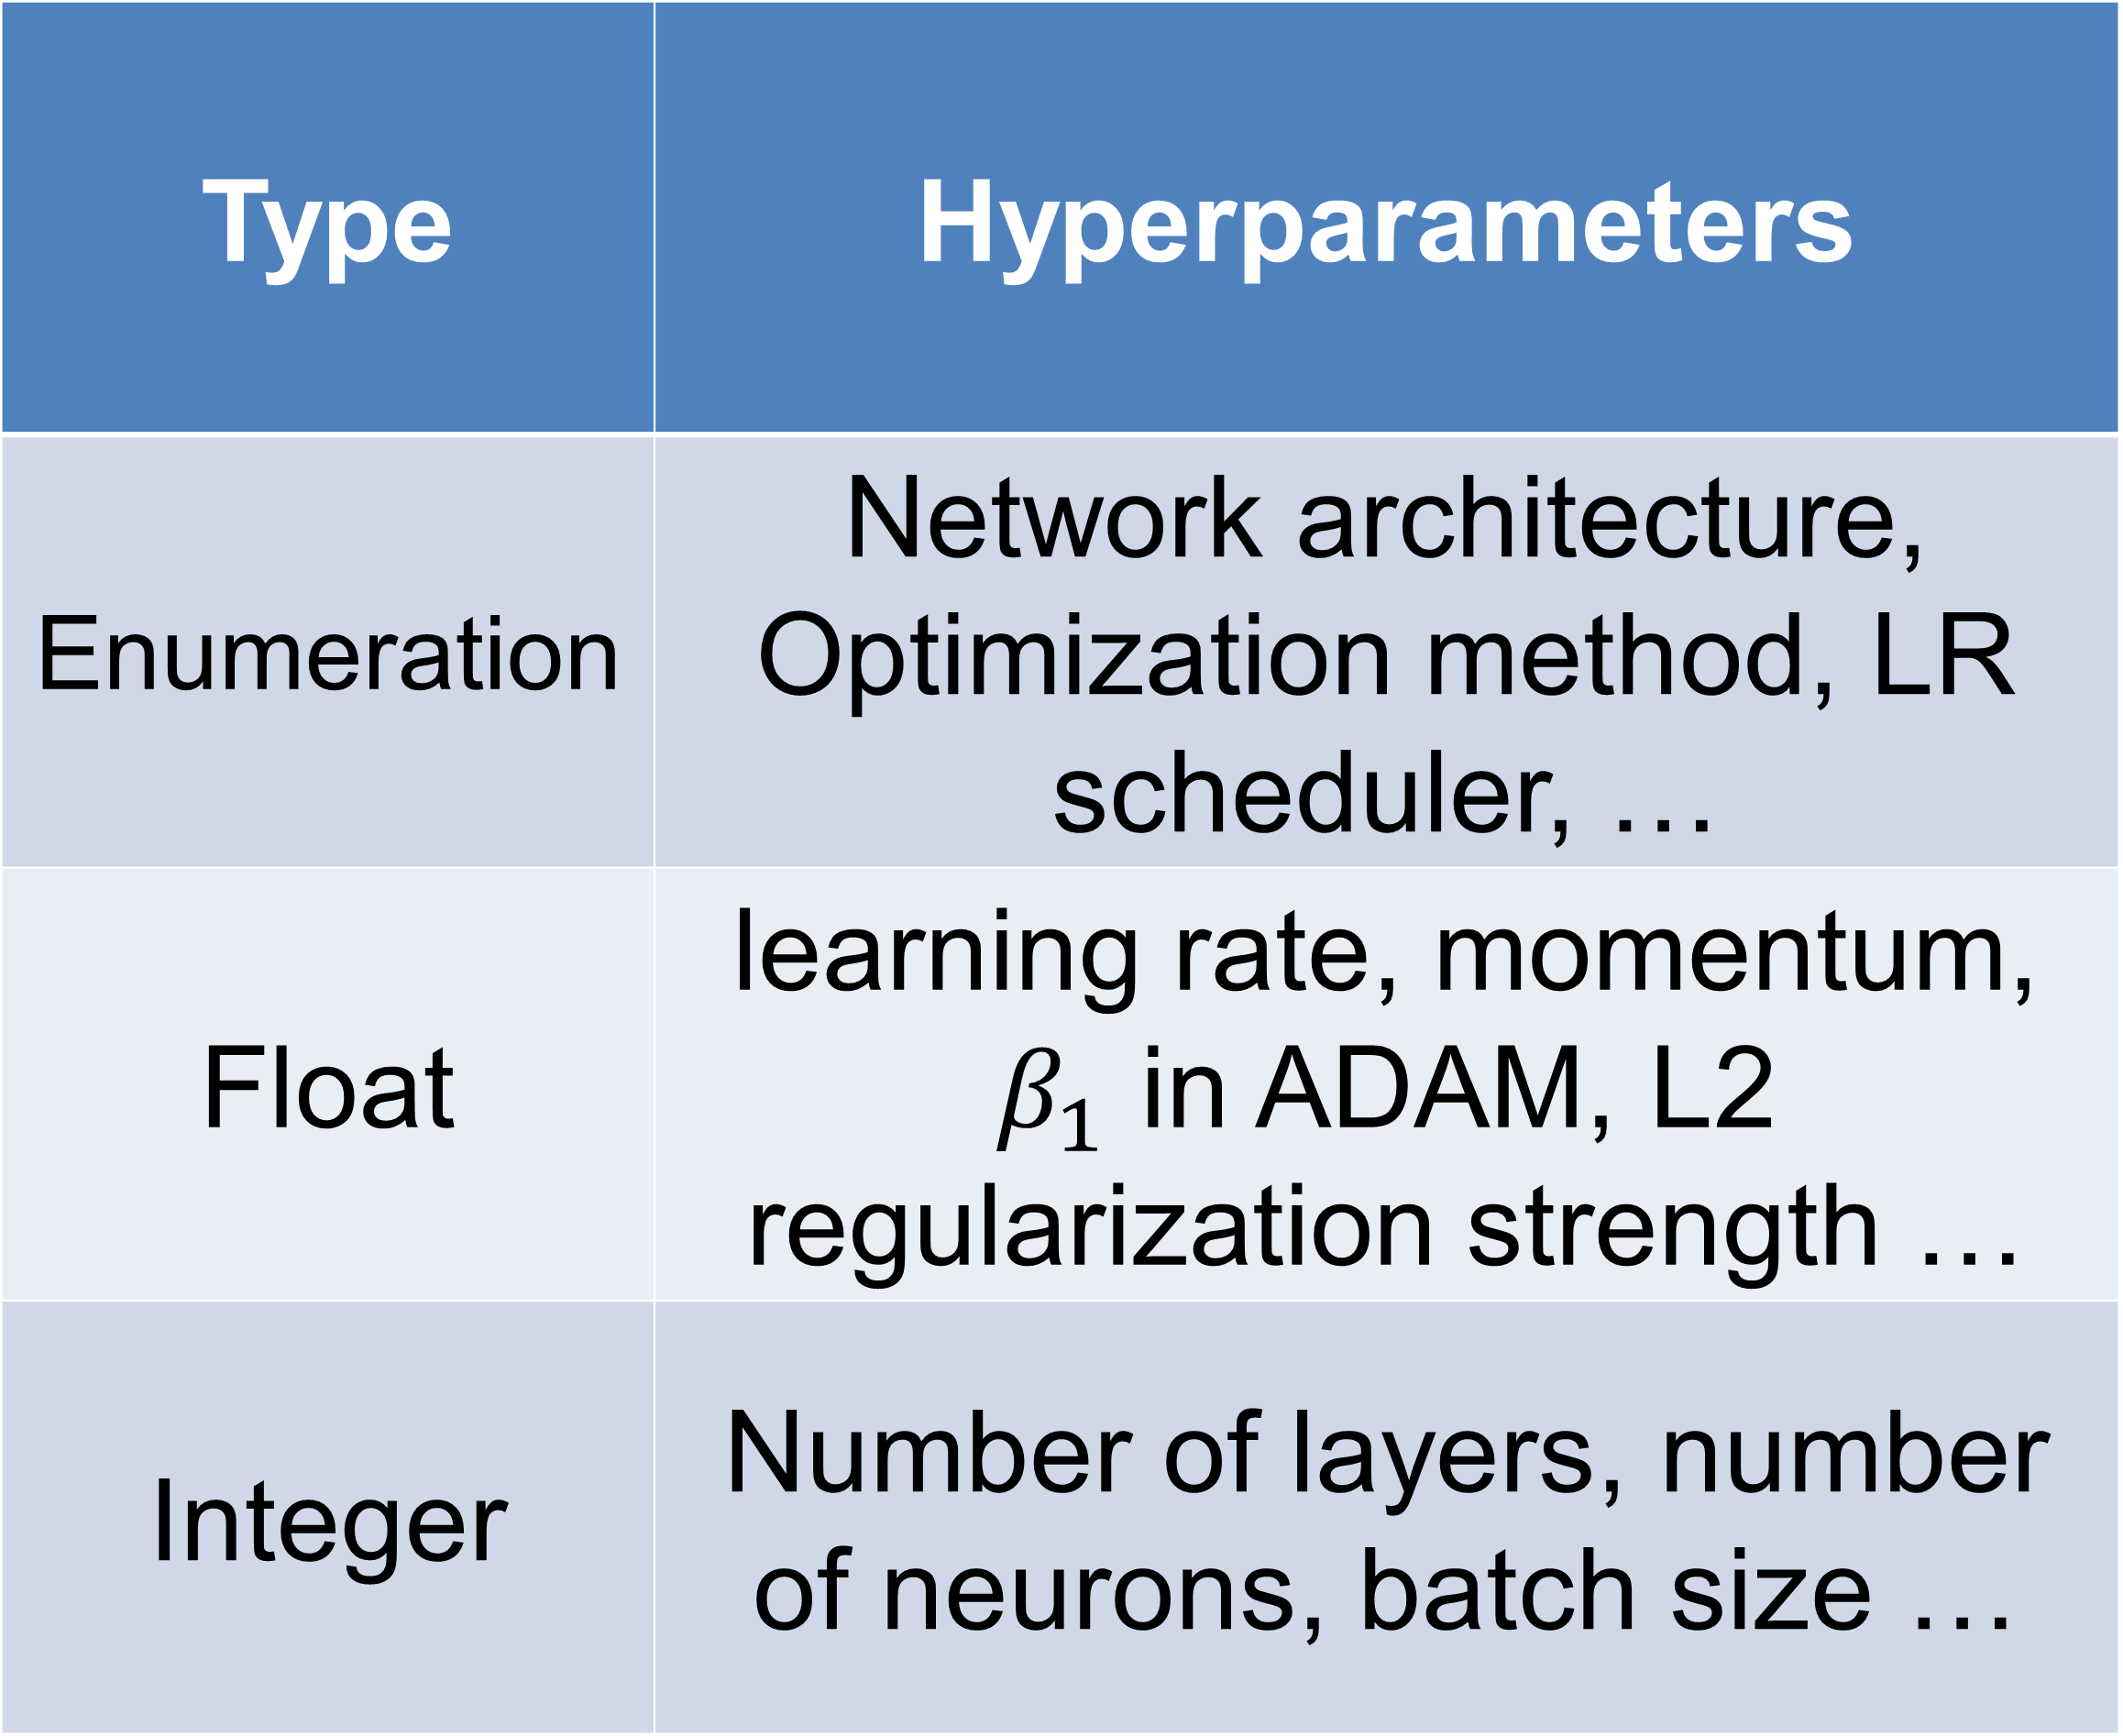 Type
Hyperparameters
Enumeration
Network architecture,
Optimization method, LR
scheduler, …
Float
learning rate, momentum,
β₁ in ADAM, L2
regularization strength …
Integer
Number of layers, number
of neurons, batch size …